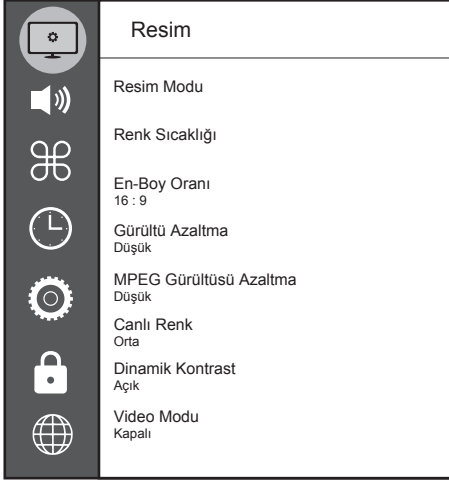 Resim
Resim Modu
Renk Sıcaklığı
En-Boy Oranı
16 : 9
Gürültü Azaltma
Düşük
MPEG Gürültüsü Azaltma
Düşük
Canlı Renk
Orta
Dinamik Kontrast
Açık
Video Modu
Kapalı